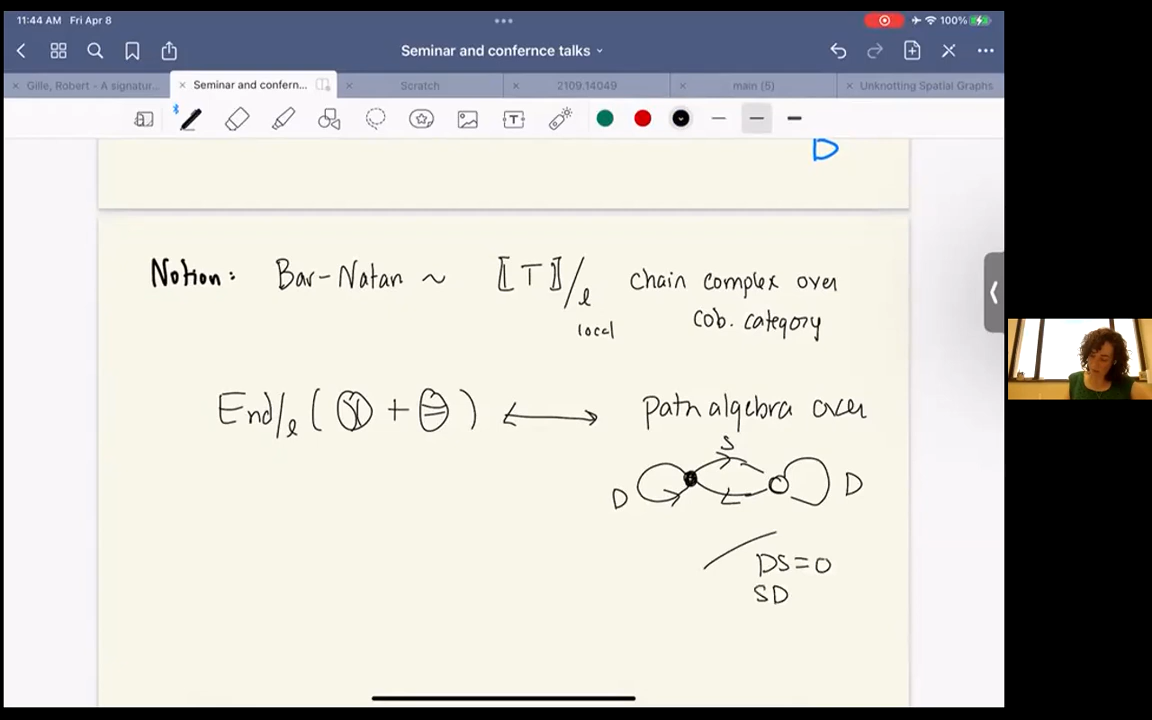 11:44 AM Fri Apr 8
100%
Seminar and confernce talks
Gille, Robert - A signatur...
Seminar and confern...
Scratch
2109.14049
main (5)
Unknotting Spatial Graphs
T
D
Notion: Bar-Natan ~ [[T]]/l chain complex over
local cob. category
End/l ( + ) ⟷ path algebra over
S
D D
DS=0
SD